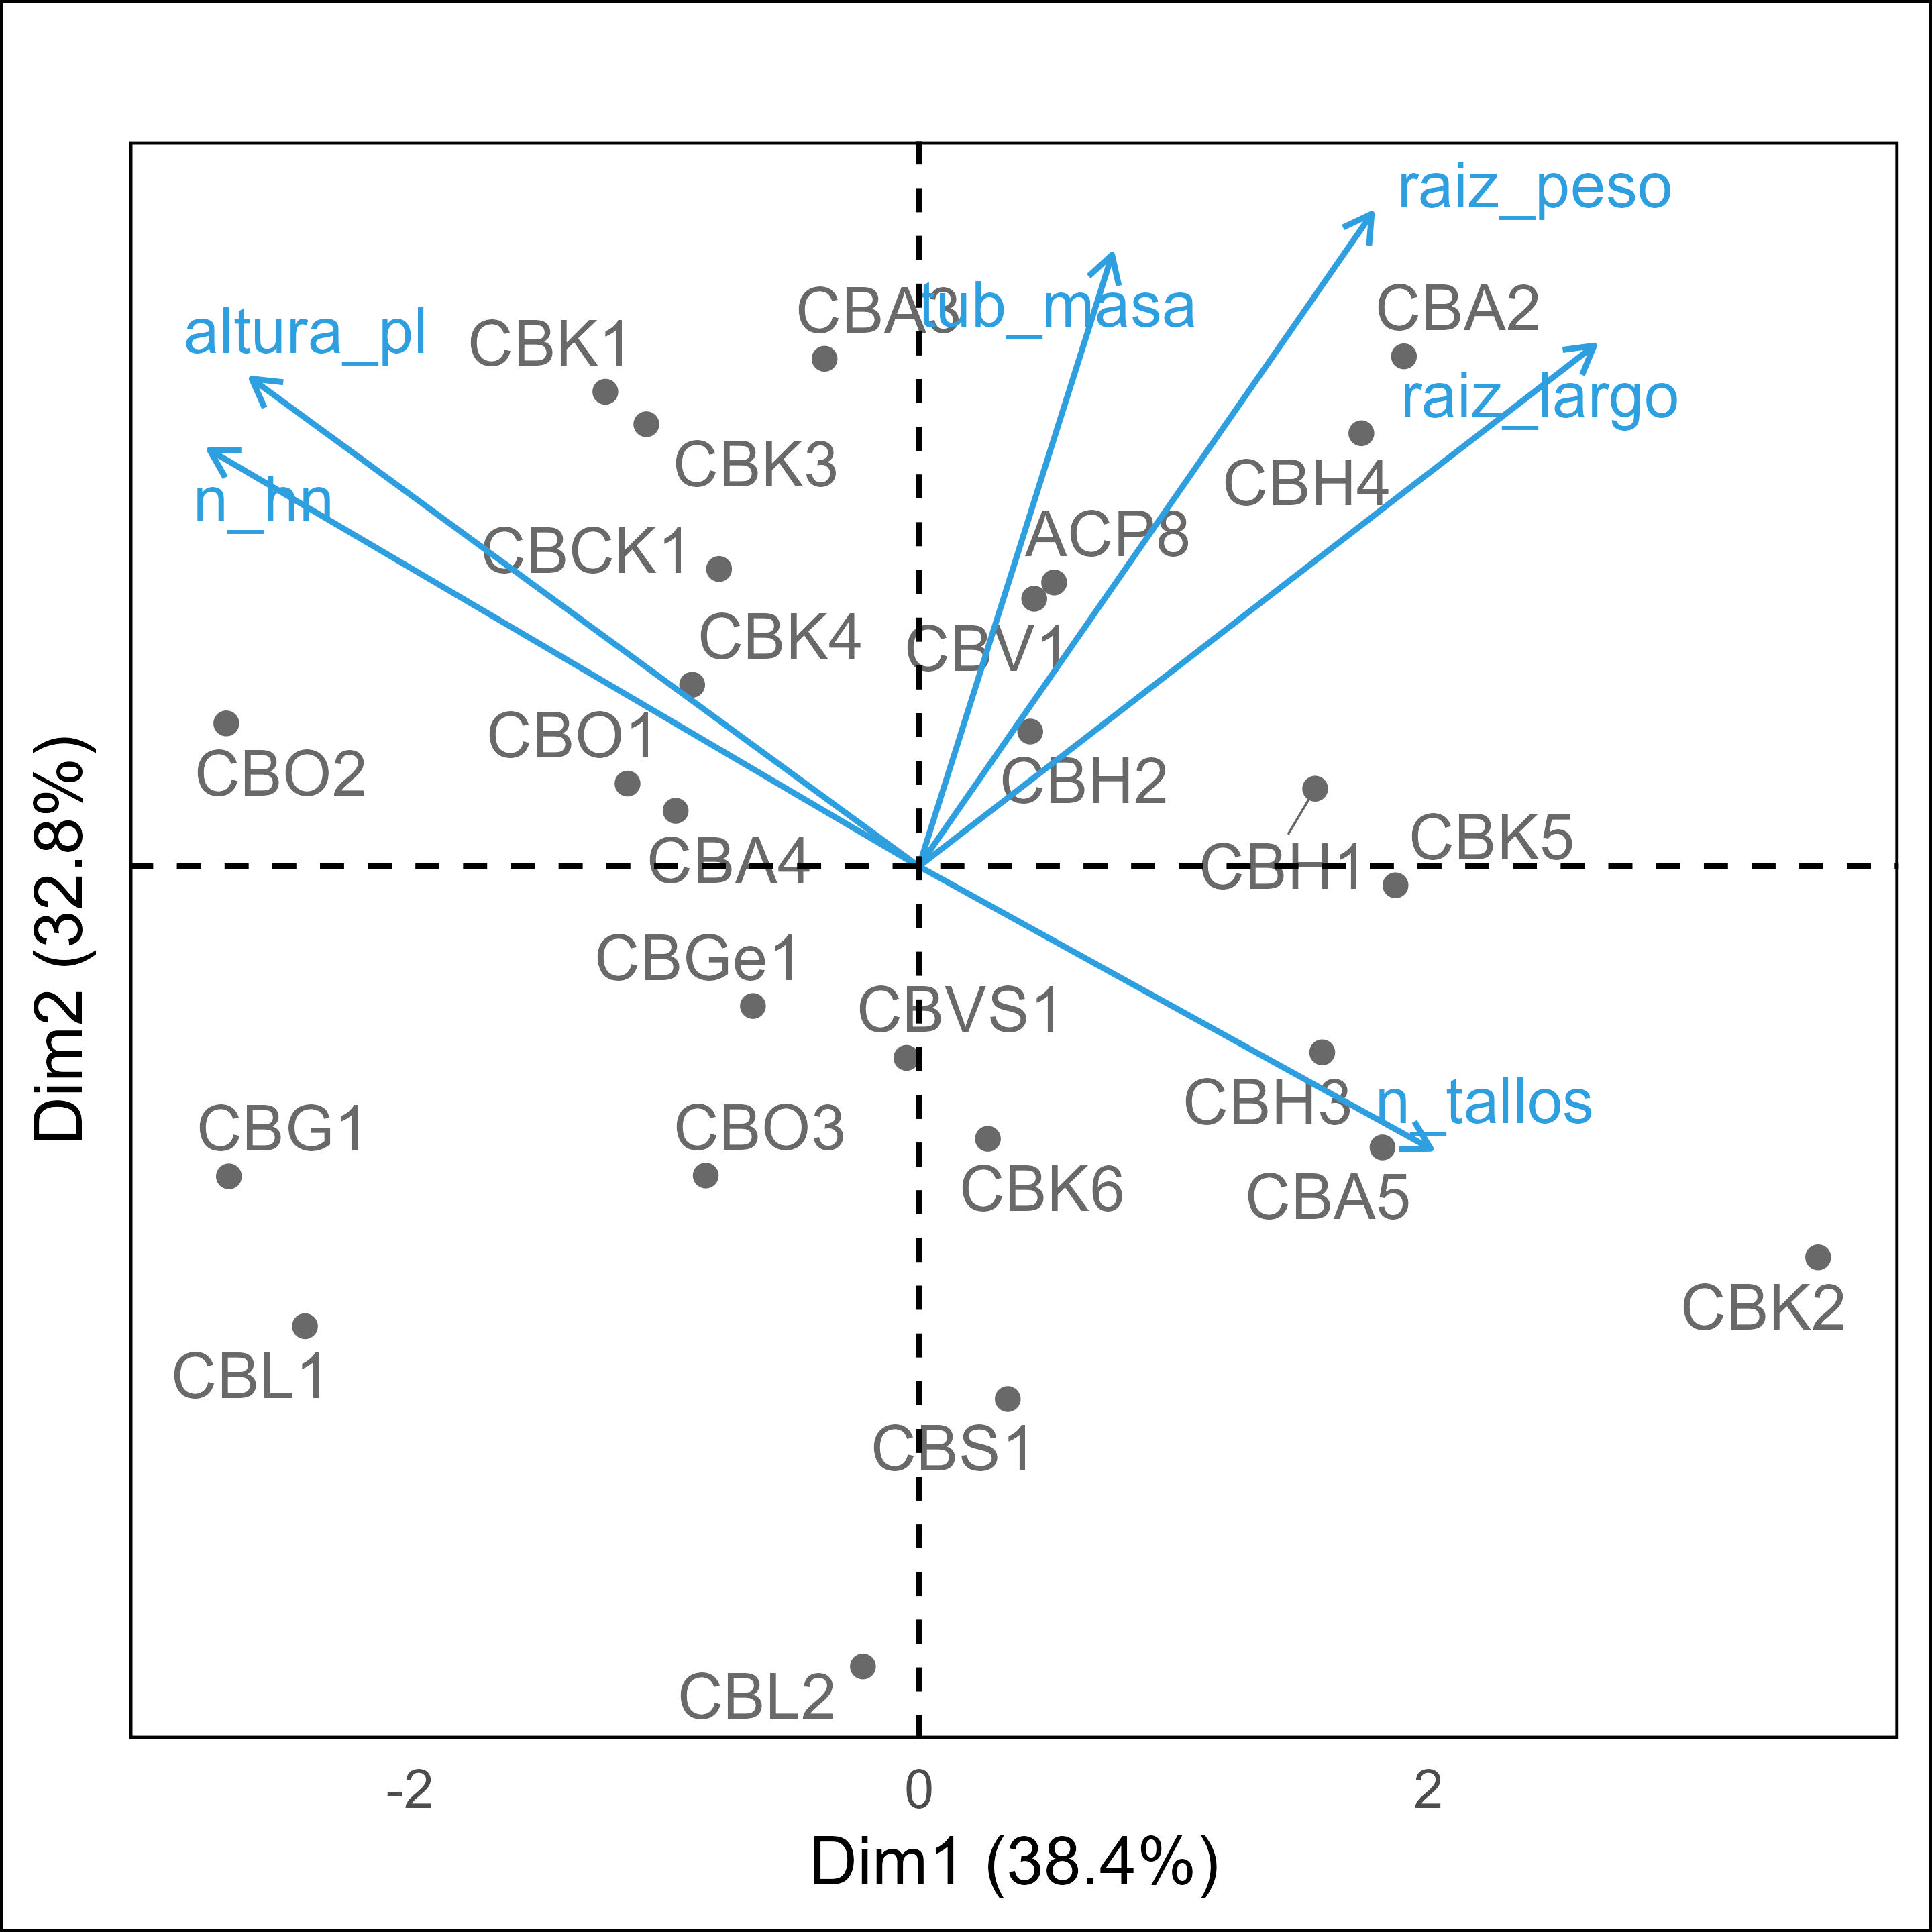 raiz_peso
CBA3
tub_masa
CBA2
altura_pl
CBK1
raiz_largo
CBK3
CBH4
n_hn
CBCK1
ACP8
CBK4
CBV1
CBO1
CBO2
CBH2
CBA4
CBH1
CBK5
CBGe1
CBVS1
CBG1
CBO3
CBH3
n_tallos
CBK6
CBA5
CBK2
CBL1
CBS1
CBL2
Dim2 (32.8%)
-2
0
2
Dim1 (38.4%)